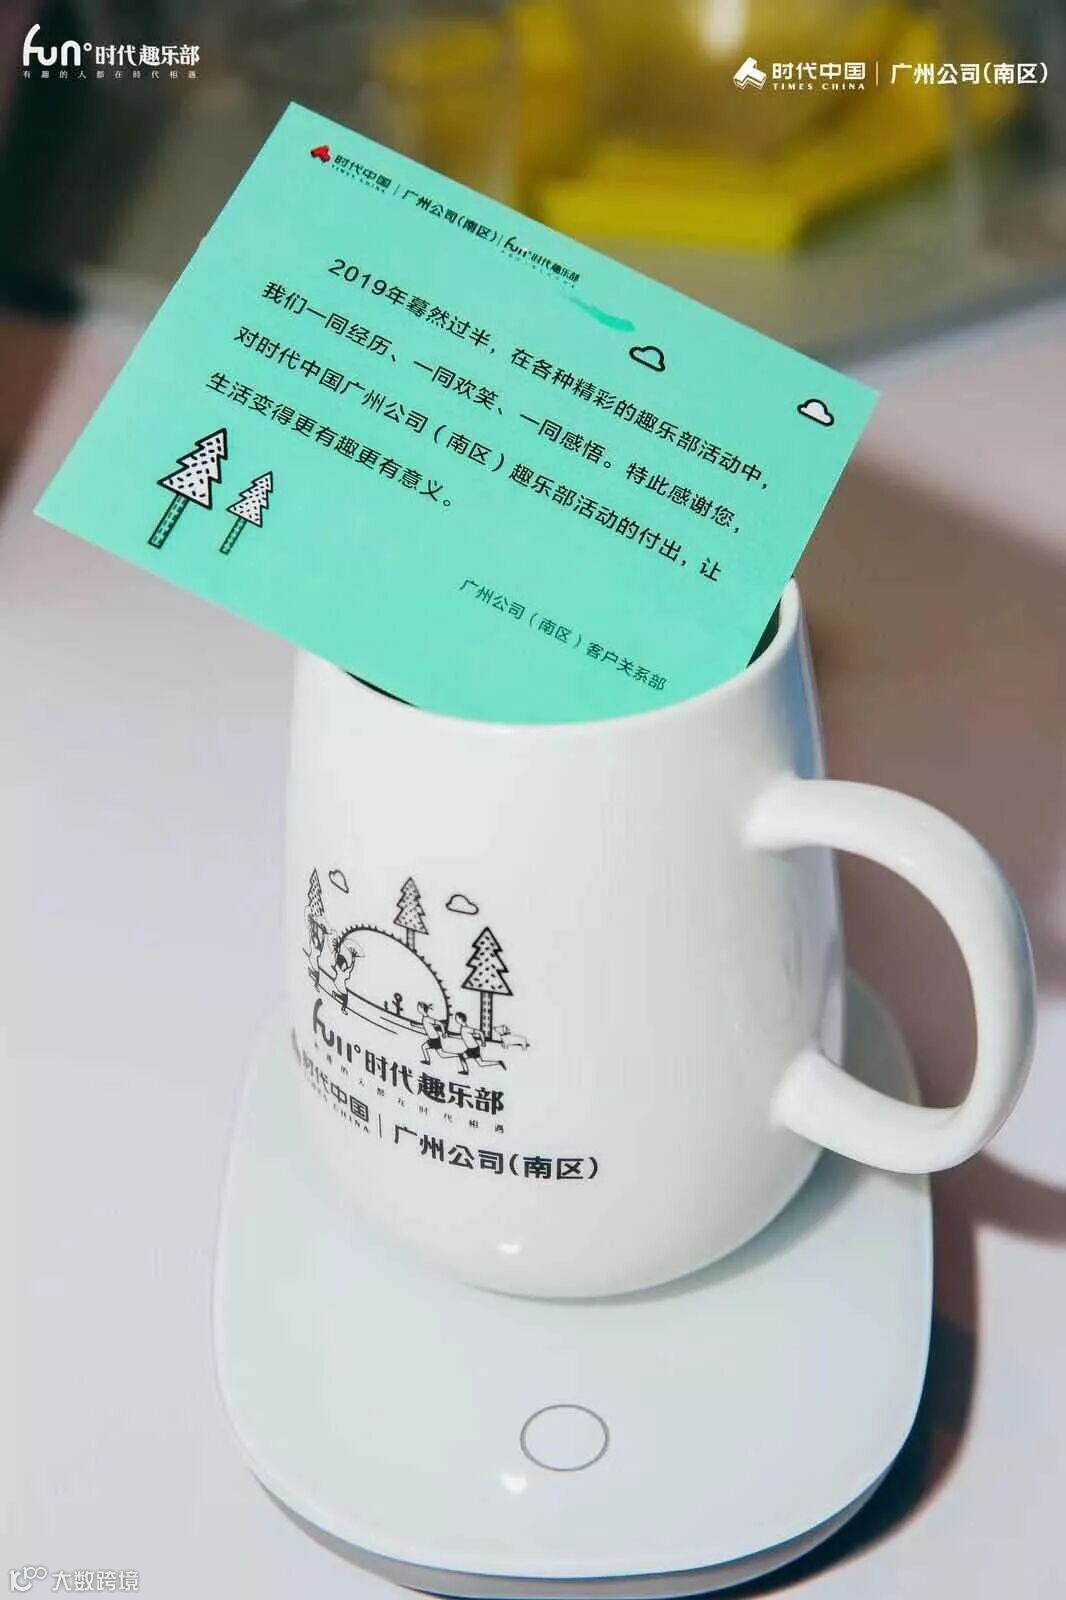 fun°时代趣乐部
有趣的人都在時代相遇
时代中国
TIMES CHINA
广州公司(南区)
时代中国
TIMES CHINA
广州公司(南区)
fun°时代趣乐部
2019年蓦然过半，在各种精彩的趣乐部活动中，
我们一同经历、一同欢笑、一同感悟。特此感谢您，
对时代中国广州公司（南区）趣乐部活动的付出，让
生活变得更有趣更有意义。
广州公司（南区）客户关系部
fun°时代趣乐部
有趣的人都在时代相遇
时代中国
TIMES CHINA
广州公司(南区)
大数跨境